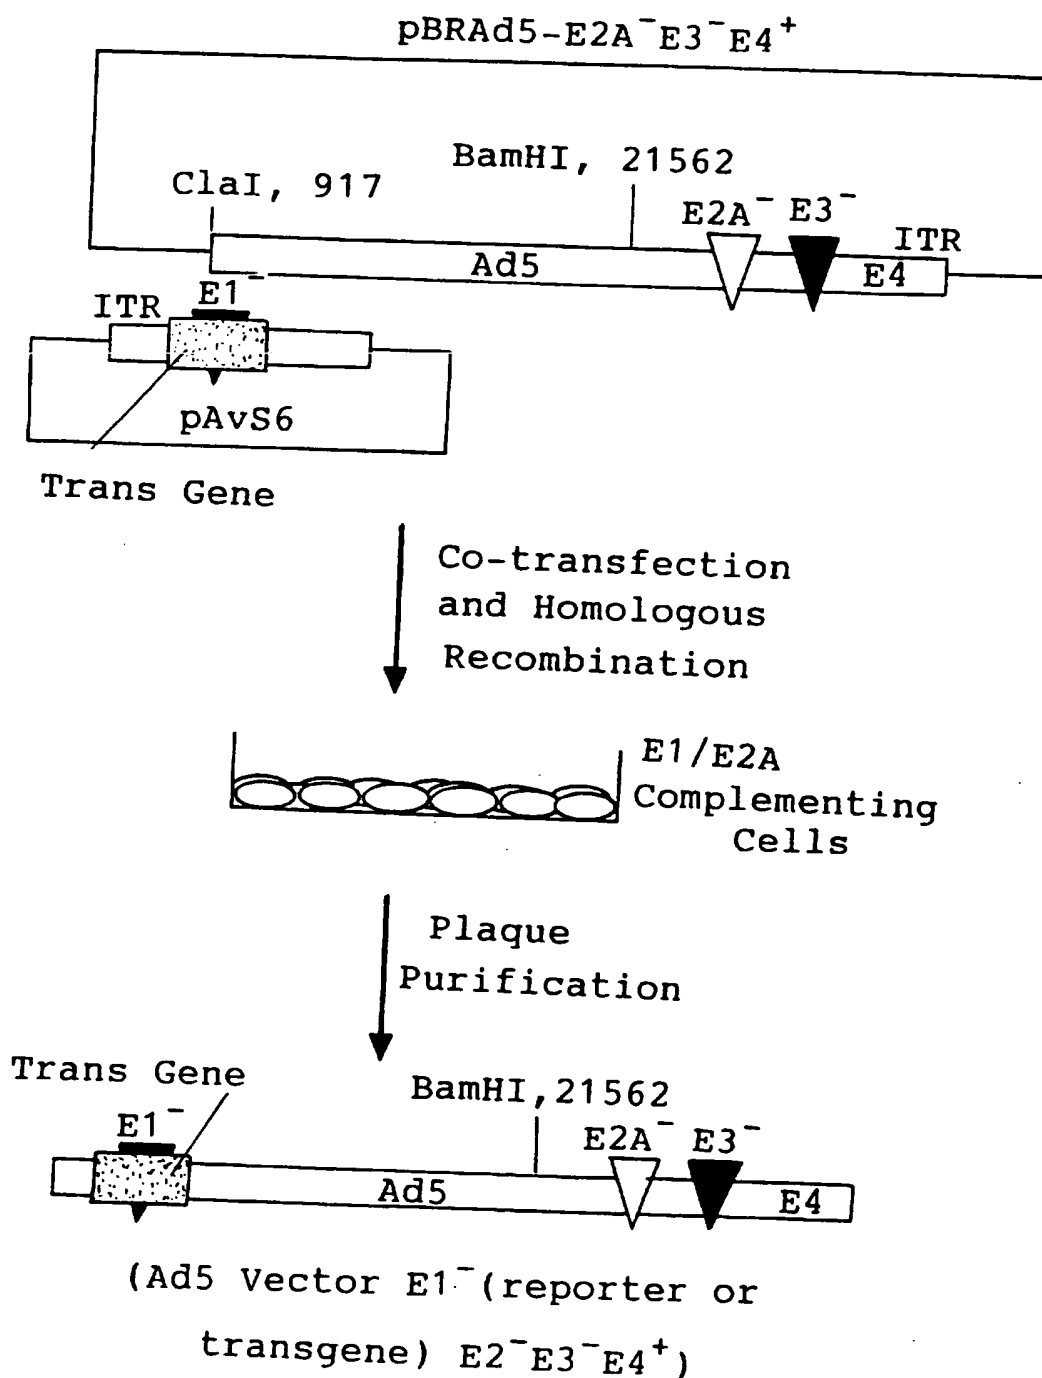 pBRAd5-E2A⁻E3⁻E4⁺
BamHI, 21562
ClaI, 917
E2A⁻ E3⁻
ITR
Ad5
E4
E1⁻
ITR
pAvS6
Trans Gene
Co-transfection
and Homologous
Recombination
E1/E2A
Complementing
Cells
Plaque
Purification
Trans Gene
BamHI,21562
E1⁻
E2A⁻ E3⁻
Ad5
E4
(Ad5 Vector E1⁻(reporter or
transgene) E2⁻E3⁻E4⁺)